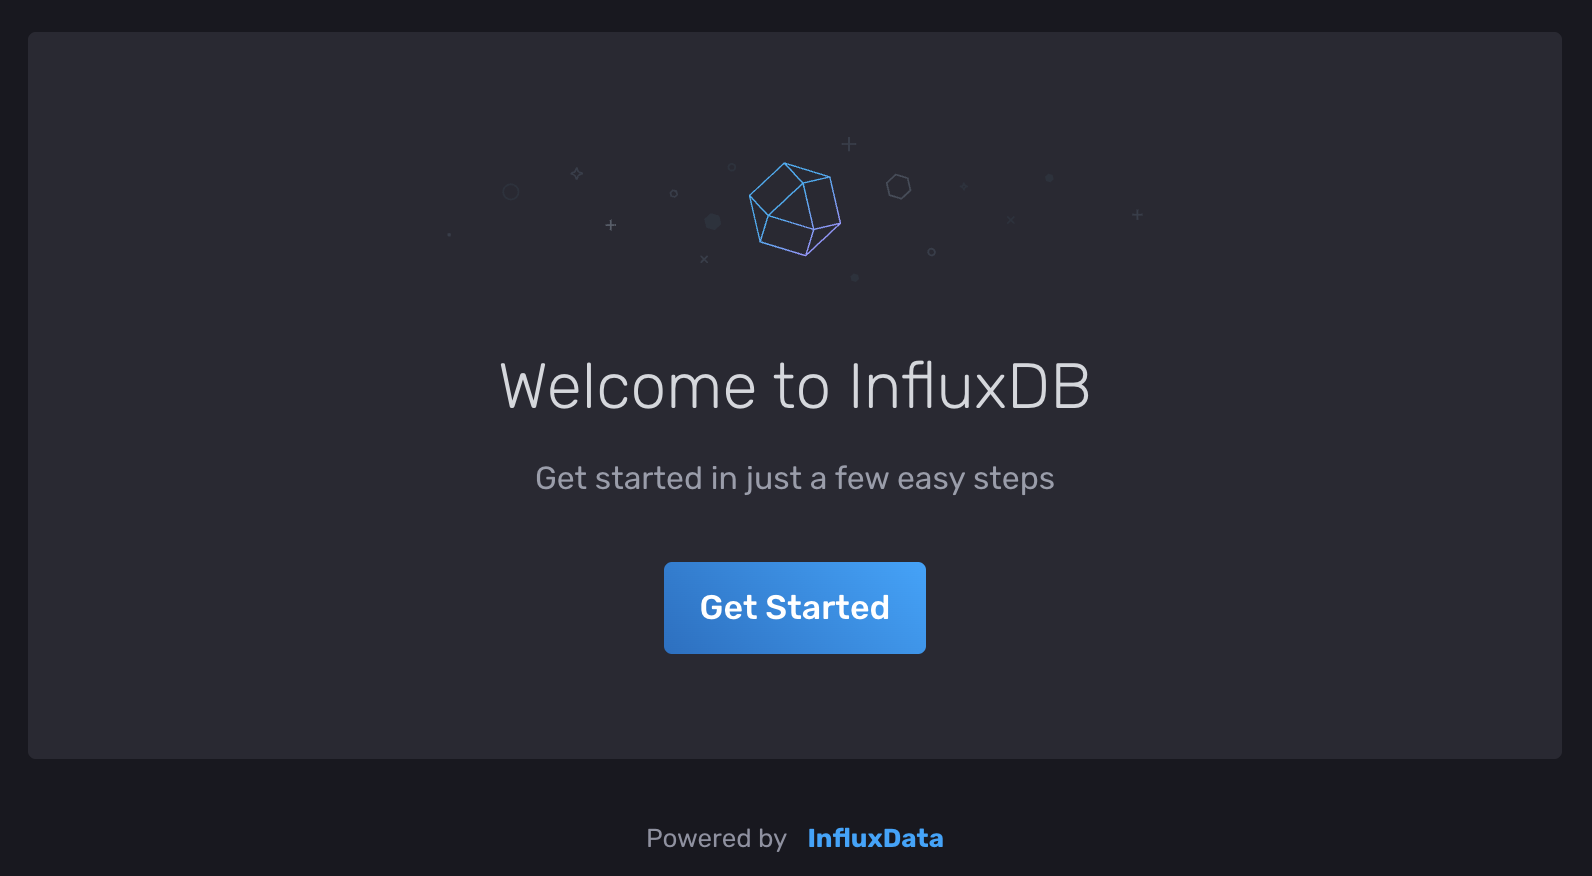 Welcome to InfluxDB
Get started in just a few easy steps
Get Started
Powered by InfluxData